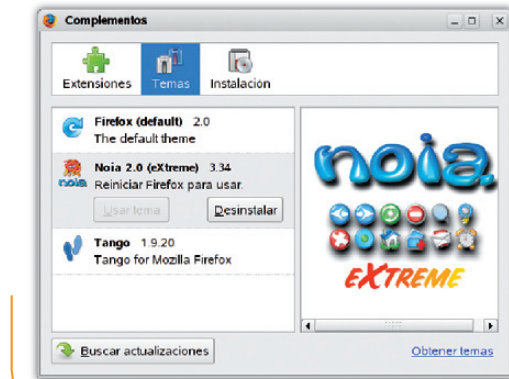 Complementos
Extensiones Temas Instalación
Firefox (default) 2.0
The default theme
Noia 2.0 (eXtreme) 3.34
Reiniciar Firefox para usar.
noia
Usar tema Desinstalar
Tango 1.9.20
Tango for Mozilla Firefox
noia
eXTREME
Buscar actualizaciones Obtener temas